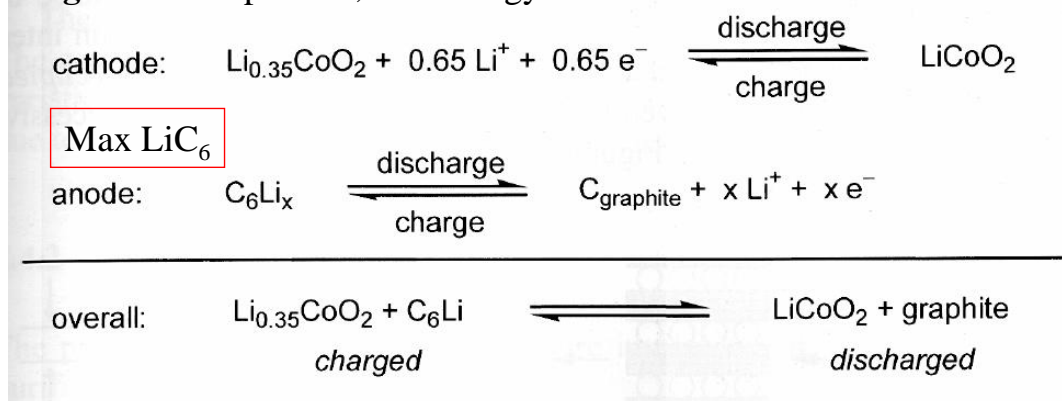 discharge
cathode: Li₀.₃₅CoO₂ + 0.65 Li⁺ + 0.65 e⁻ LiCoO₂
charge
Max LiC₆
discharge
anode: C₆Liₓ C_graphite + x Li⁺ + x e⁻
charge
overall: Li₀.₃₅CoO₂ + C₆Li LiCoO₂ + graphite
charged discharged